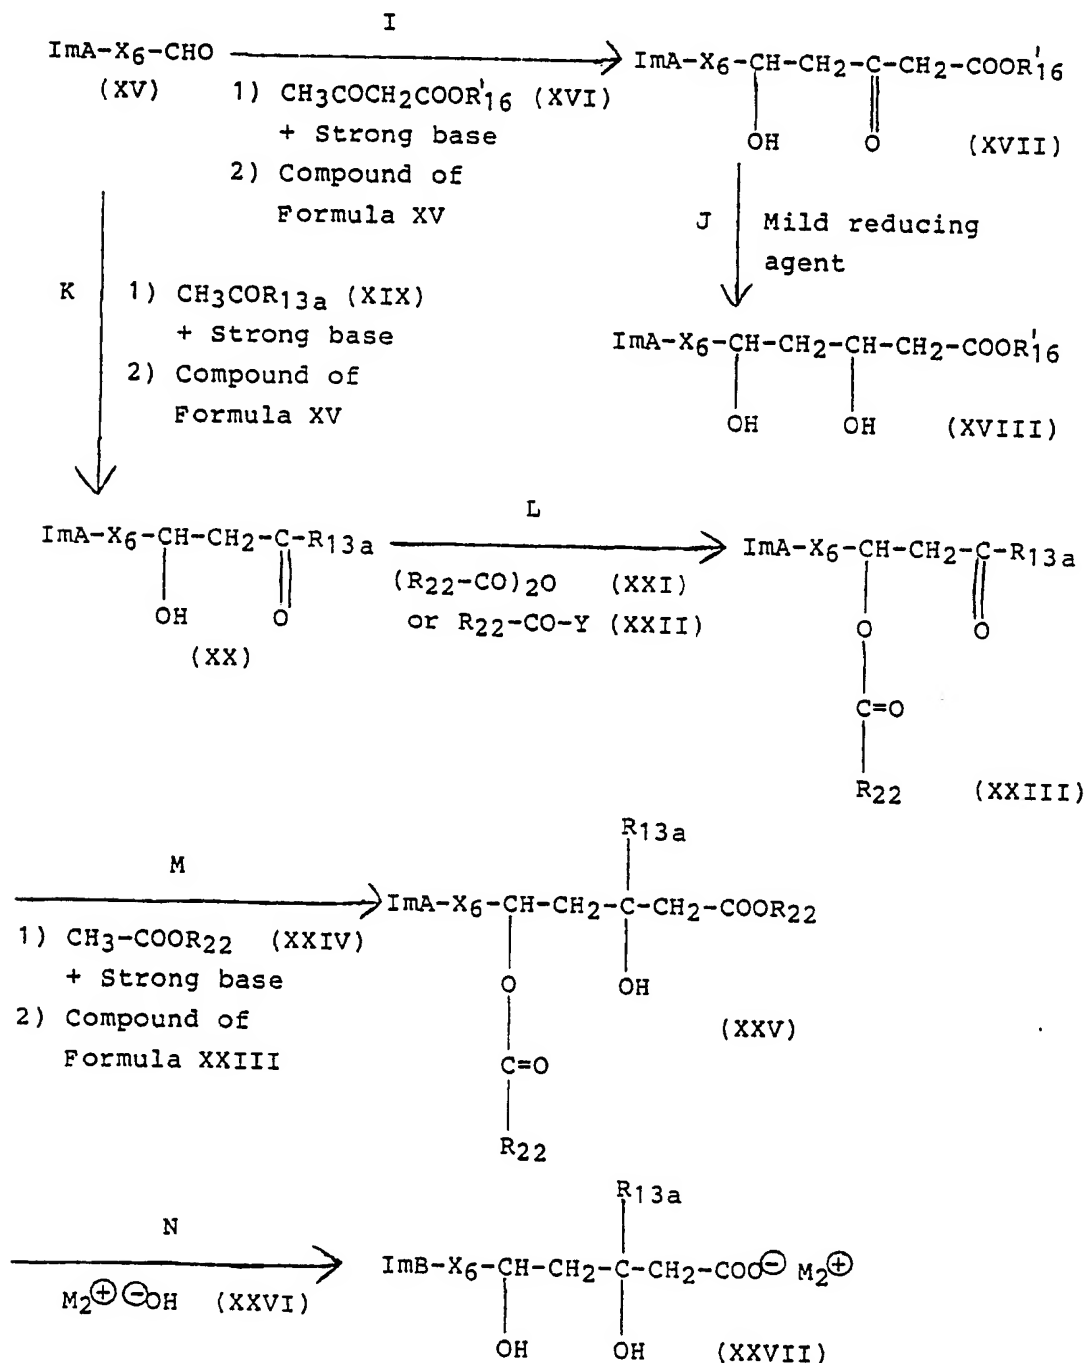 I
ImA-X6-CHO
(XV)
1) CH3COCH2COOR'16 (XVI)
+ Strong base
2) Compound of
Formula XV
ImA-X6-CH-CH2-C-CH2-COOR'16
OH O (XVII)
J Mild reducing
agent
K 1) CH3COR13a (XIX)
+ Strong base
2) Compound of
Formula XV
ImA-X6-CH-CH2-CH-CH2-COOR'16
OH OH (XVIII)
ImA-X6-CH-CH2-C-R13a
OH O
(XX)
L
(R22-CO)2O (XXI)
or R22-CO-Y (XXII)
ImA-X6-CH-CH2-C-R13a
O O
C=O
R22 (XXIII)
M
1) CH3-COOR22 (XXIV)
+ Strong base
2) Compound of
Formula XXIII
R13a
ImA-X6-CH-CH2-C-CH2-COOR22
O OH
(XXV)
C=O
R22
N
M2⊕ ⊖OH (XXVI)
R13a
ImB-X6-CH-CH2-C-CH2-COO⊖ M2⊕
OH OH (XXVII)